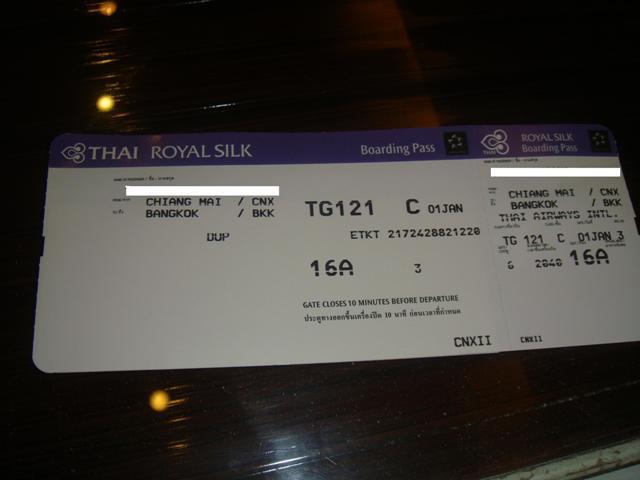 THAI ROYAL SILK
Boarding Pass
CHIANG MAI / CNX
BANGKOK / BKK
TG121 C 01JAN
DUP
ETKT 2172428821220
16A 3
GATE CLOSES 10 MINUTES BEFORE DEPARTURE
ประตูทางออกขึ้นเครื่องปิด 10 นาที ก่อนเวลาที่กำหนด
CNXII
ROYAL SILK
Boarding Pass
CHIANG MAI / CNX
BANGKOK / BKK
THAI AIRWAYS INTL.
TG 121 C 01JAN 3
6 2040 16A
CNXII